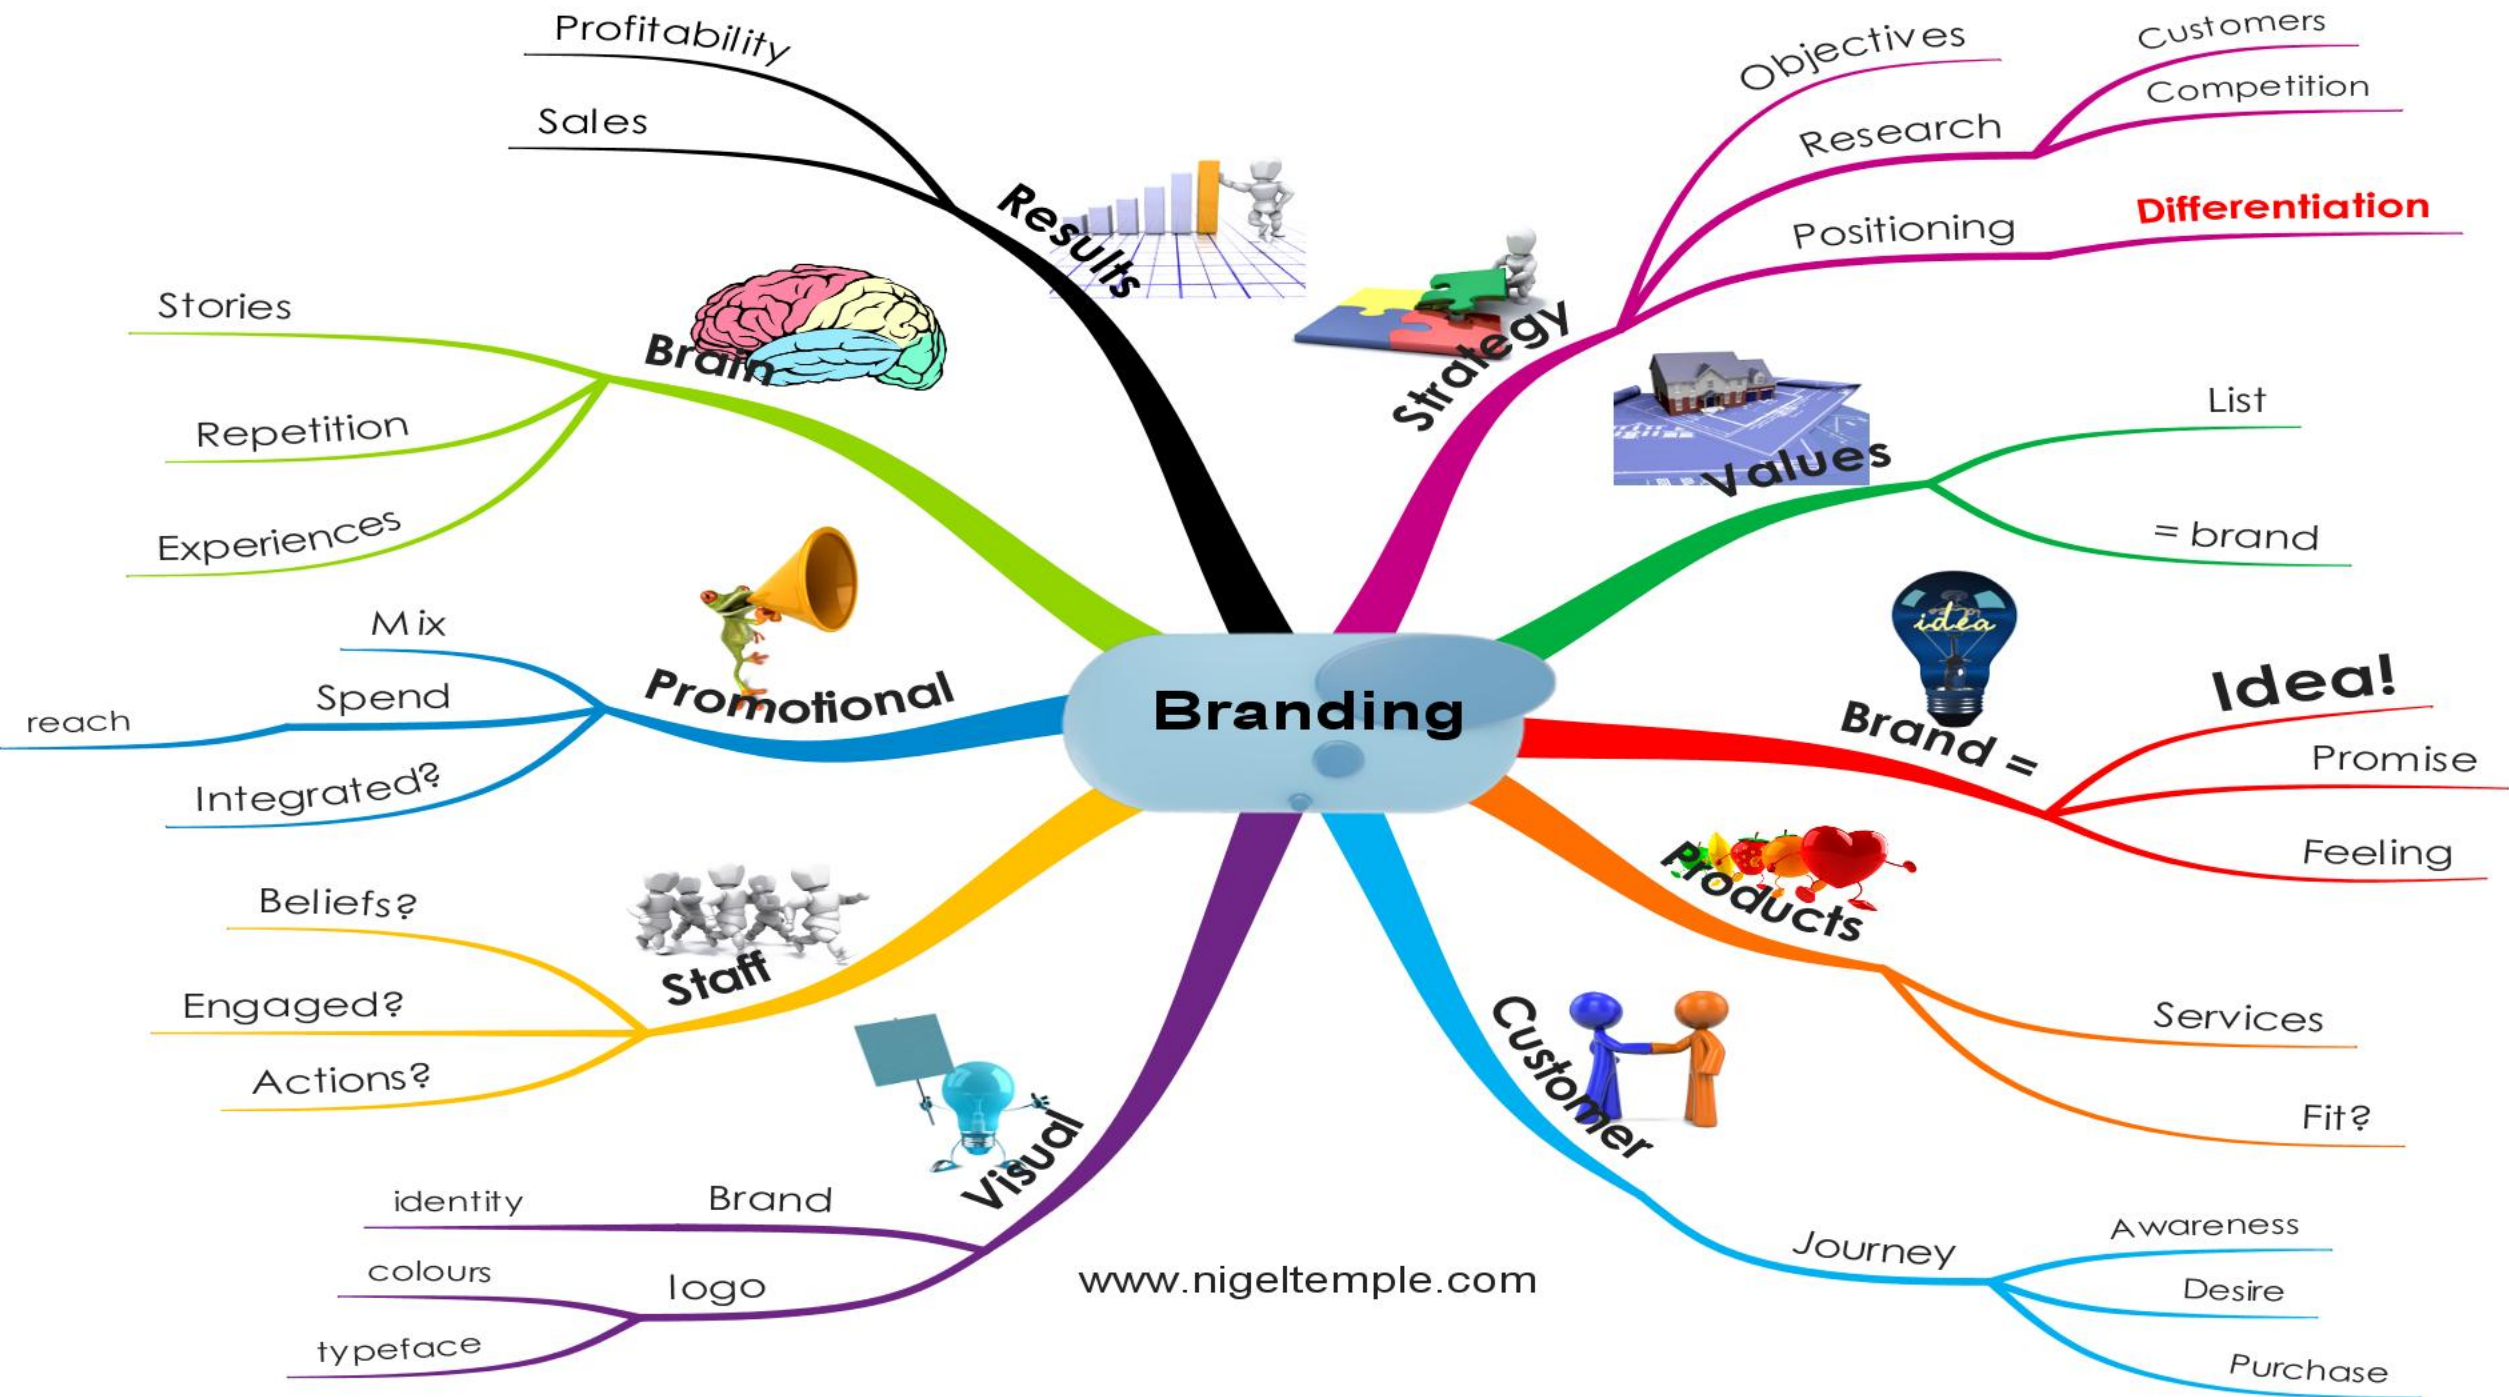 Branding
Strategy
Objectives
Research
Customers
Competition
Positioning
Differentiation
Values
List
= brand
Brand =
idea
Idea!
Promise
Feeling
Products
Services
Fit?
Customer
Journey
Awareness
Desire
Purchase
Visual
Brand
identity
logo
colours
typeface
Staff
Beliefs?
Engaged?
Actions?
Promotional
Mix
Spend
reach
Integrated?
Brain
Stories
Repetition
Experiences
Results
Profitability
Sales
www.nigeltemple.com